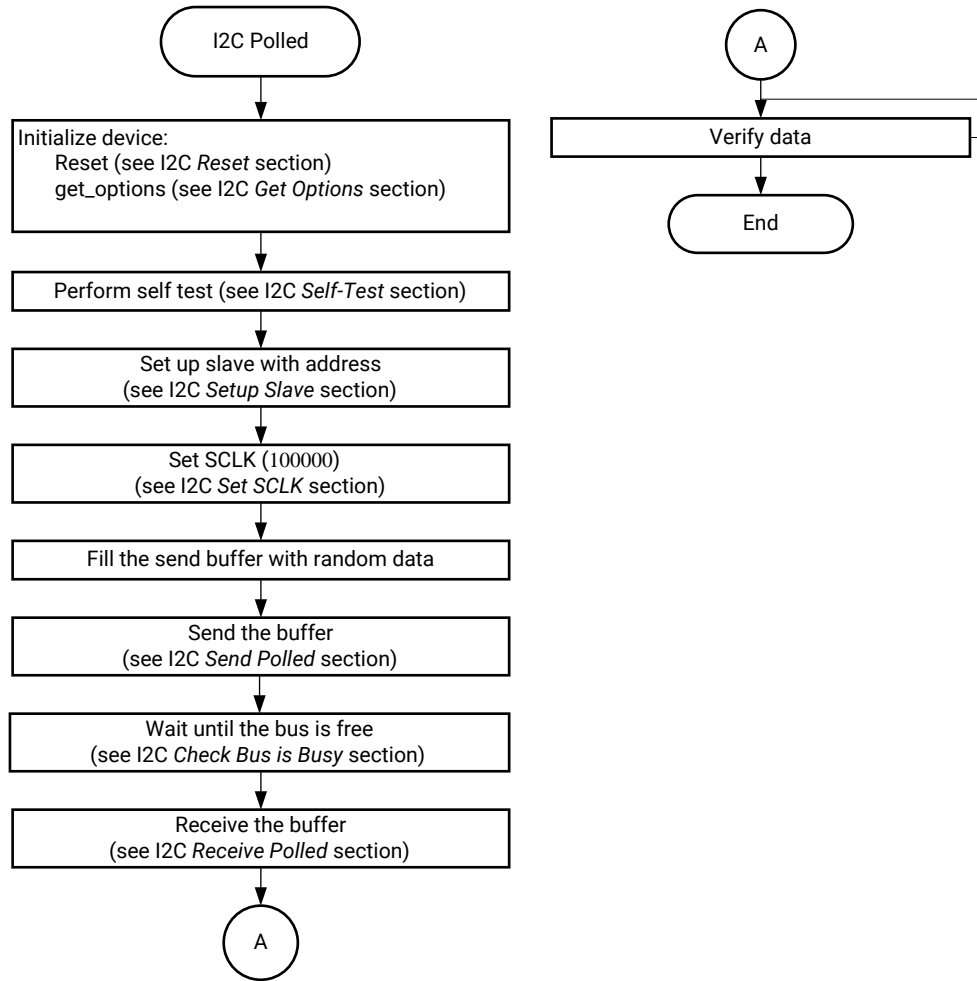 I2C Polled
Initialize device:
Reset (see I2C Reset section)
get_options (see I2C Get Options section)
Perform self test (see I2C Self-Test section)
Set up slave with address
(see I2C Setup Slave section)
Set SCLK (100000)
(see I2C Set SCLK section)
Fill the send buffer with random data
Send the buffer
(see I2C Send Polled section)
Wait until the bus is free
(see I2C Check Bus is Busy section)
Receive the buffer
(see I2C Receive Polled section)
A
A
Verify data
End